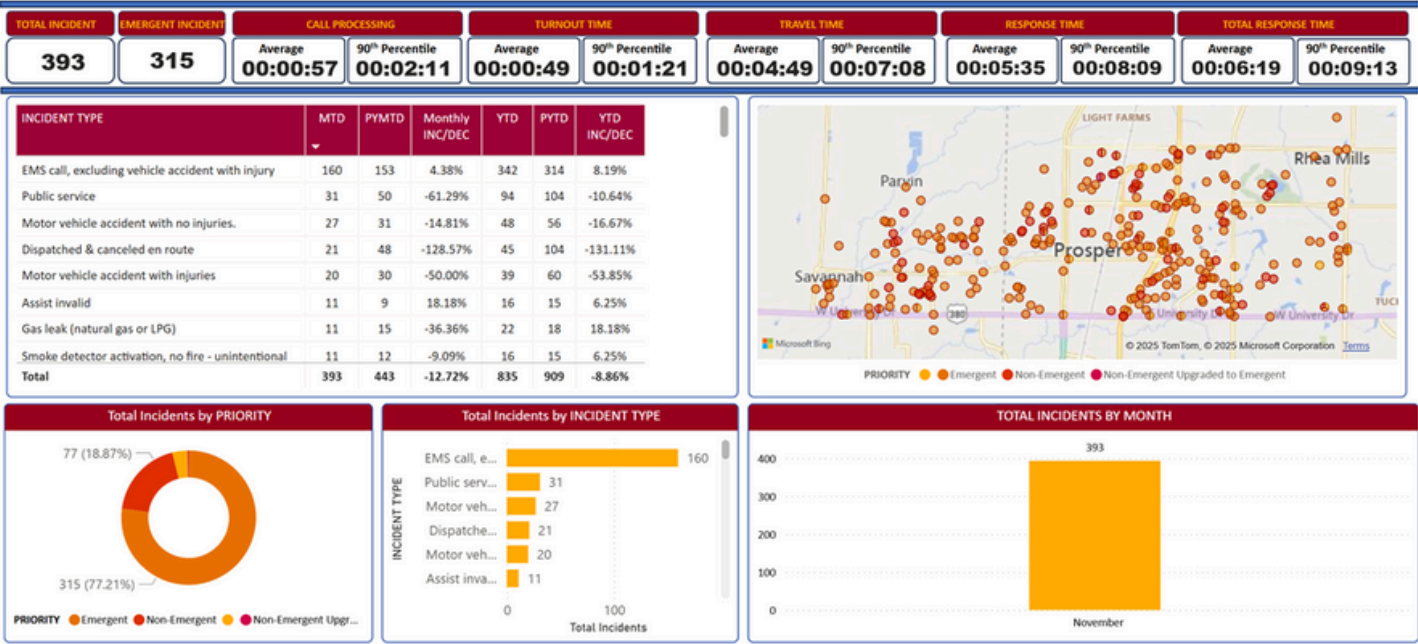 TOTAL INCIDENT EMERGENT INCIDENT CALL PROCESSING TURNOUT TIME TRAVEL TIME RESPONSE TIME TOTAL RESPONSE TIME
393 315
Average 90th Percentile Average 90th Percentile Average 90th Percentile Average 90th Percentile Average 90th Percentile
00:00:57 00:02:11 00:00:49 00:01:21 00:04:49 00:07:08 00:05:35 00:08:09 00:06:19 00:09:13
INCIDENT TYPE MTD PYMTD Monthly INC/DEC YTD PYTD YTD INC/DEC
EMS call, excluding vehicle accident with injury 160 153 4.38% 342 314 8.19%
Public service 31 50 -61.29% 94 104 -10.64%
Motor vehicle accident with no injuries. 27 31 -14.81% 48 56 -16.67%
Dispatched & canceled en route 21 48 -128.57% 45 104 -131.11%
Motor vehicle accident with injuries 20 30 -50.00% 39 60 -53.85%
Assist invalid 11 9 18.18% 16 15 6.25%
Gas leak (natural gas or LPG) 11 15 -36.36% 22 18 18.18%
Smoke detector activation, no fire - unintentional 11 12 -9.09% 16 15 6.25%
Total 393 443 -12.72% 835 909 -8.86%
LIGHT FARMS
Rhea Mills
Parvin
Prosper
Savannah
W University Dr
380
University Dr
W University Dr
Microsoft Bing
© 2025 TomTom, © 2025 Microsoft Corporation Terms
PRIORITY Emergent Non-Emergent Non-Emergent Upgraded to Emergent
Total Incidents by PRIORITY
77 (18.87%)
315 (77.21%)
PRIORITY Emergent Non-Emergent Non-Emergent Upgr...
Total Incidents by INCIDENT TYPE
INCIDENT TYPE
EMS call, e... 160
Public serv... 31
Motor veh... 27
Dispatche... 21
Motor veh... 20
Assist inva... 11
0 100
Total Incidents
TOTAL INCIDENTS BY MONTH
393
400
300
200
100
0
November